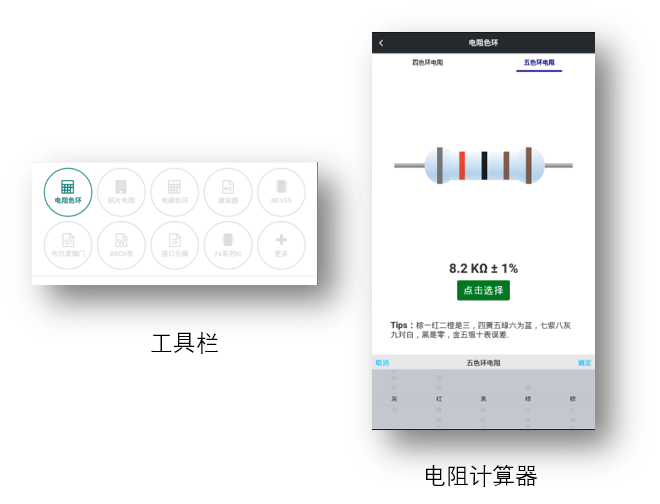 电阻色环
四色环电阻
五色环电阻
电阻色环
贴片电阻
电感色环
滤波器
NE555
布尔逻辑门
ASCII表
接口引脚
74系列IC
更多
8.2 KΩ ± 1%
点击选择
Tips：棕一红二橙是三，四黄五绿六为蓝，七紫八灰
九对白，黑是零，金五银十表误差.
工具栏
取消
五色环电阻
确定
灰
红
黑
棕
棕
电阻计算器